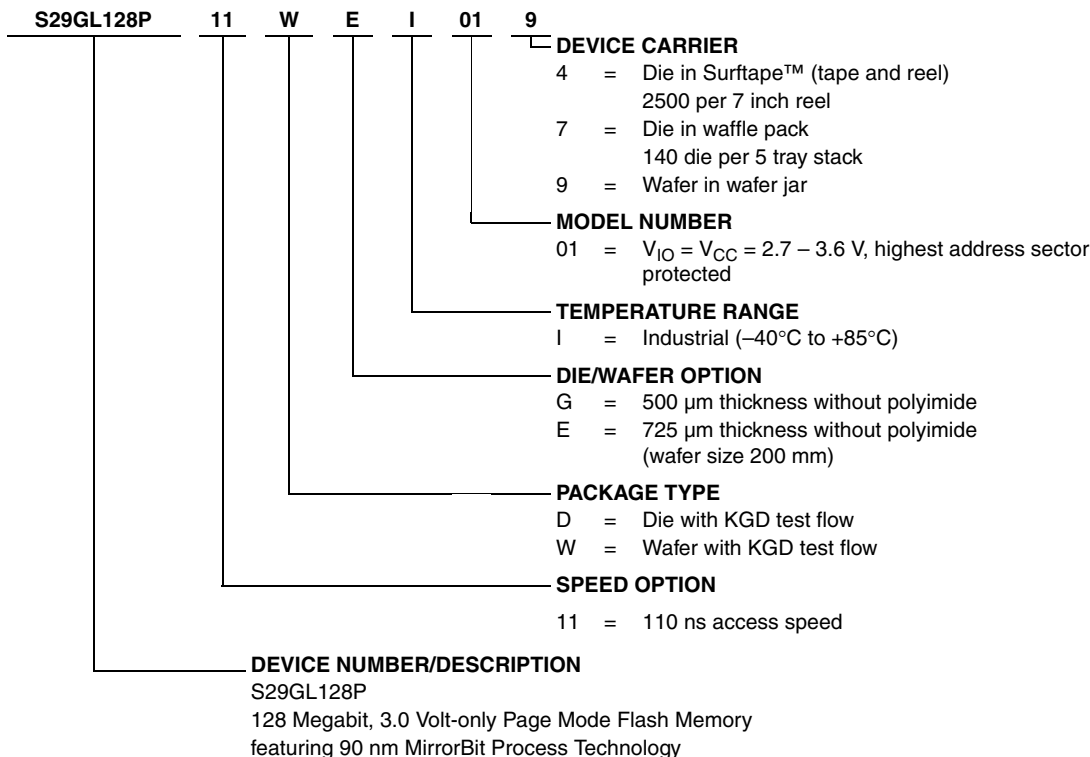 S29GL128P 11 W E I 01 9
DEVICE CARRIER
4 = Die in Surftape™ (tape and reel)
2500 per 7 inch reel
7 = Die in waffle pack
140 die per 5 tray stack
9 = Wafer in wafer jar
MODEL NUMBER
01 = VIO = VCC = 2.7 – 3.6 V, highest address sector
protected
TEMPERATURE RANGE
I = Industrial (–40°C to +85°C)
DIE/WAFER OPTION
G = 500 µm thickness without polyimide
E = 725 µm thickness without polyimide
(wafer size 200 mm)
PACKAGE TYPE
D = Die with KGD test flow
W = Wafer with KGD test flow
SPEED OPTION
11 = 110 ns access speed
DEVICE NUMBER/DESCRIPTION
S29GL128P
128 Megabit, 3.0 Volt-only Page Mode Flash Memory
featuring 90 nm MirrorBit Process Technology